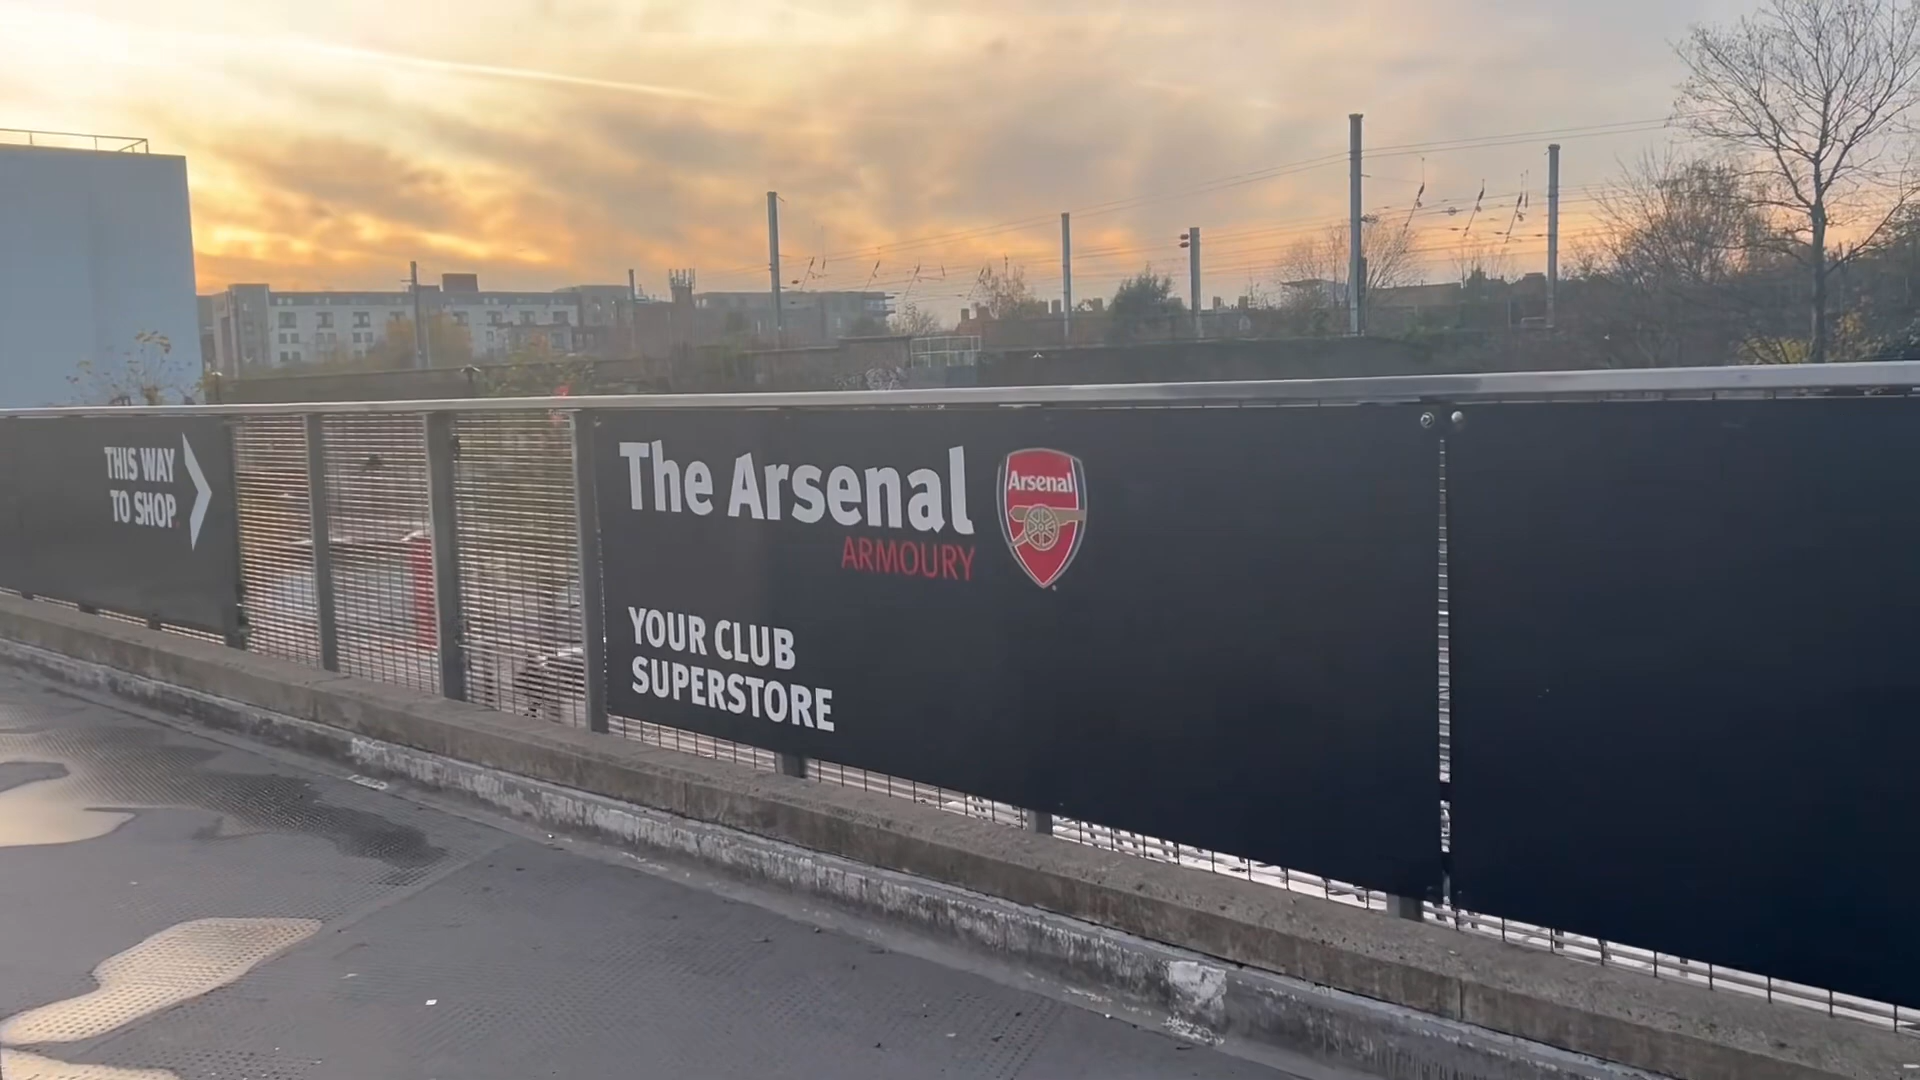 THIS WAY
TO SHOP
The Arsenal
ARMOURY
Arsenal
YOUR CLUB
SUPERSTORE